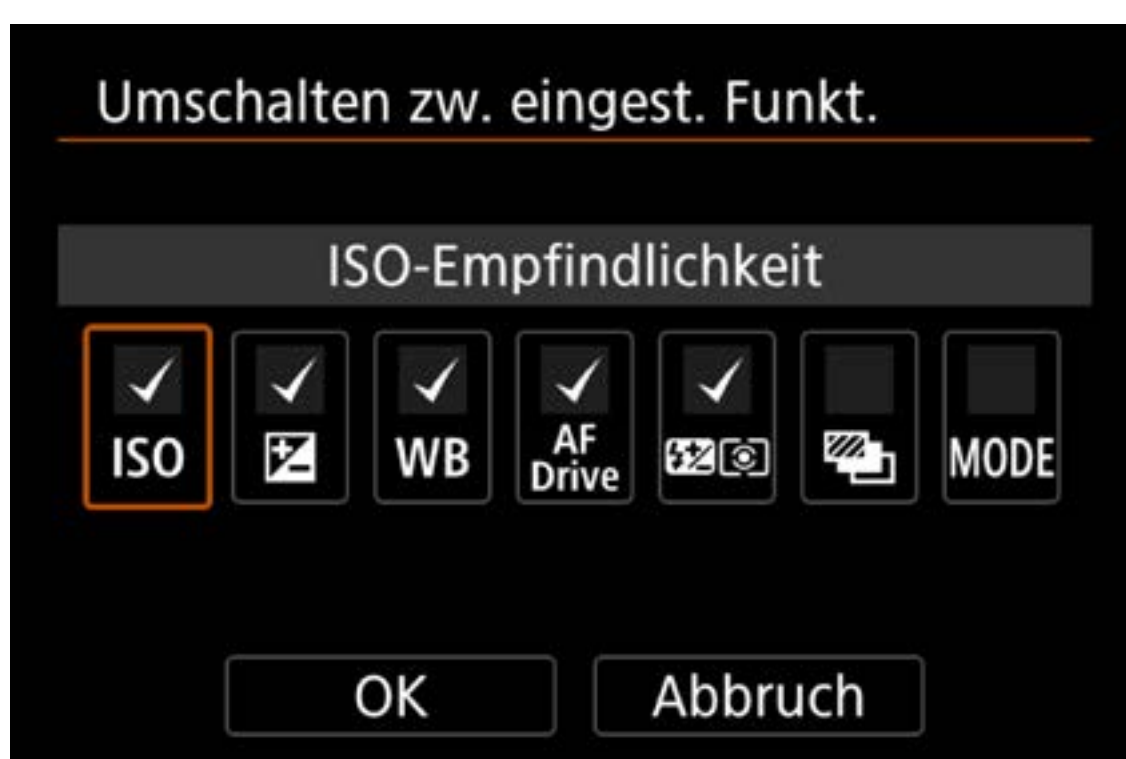 Umschalten zw. eingest. Funkt.
ISO-Empfindlichkeit
ISO WB AF Drive MODE
OK Abbruch